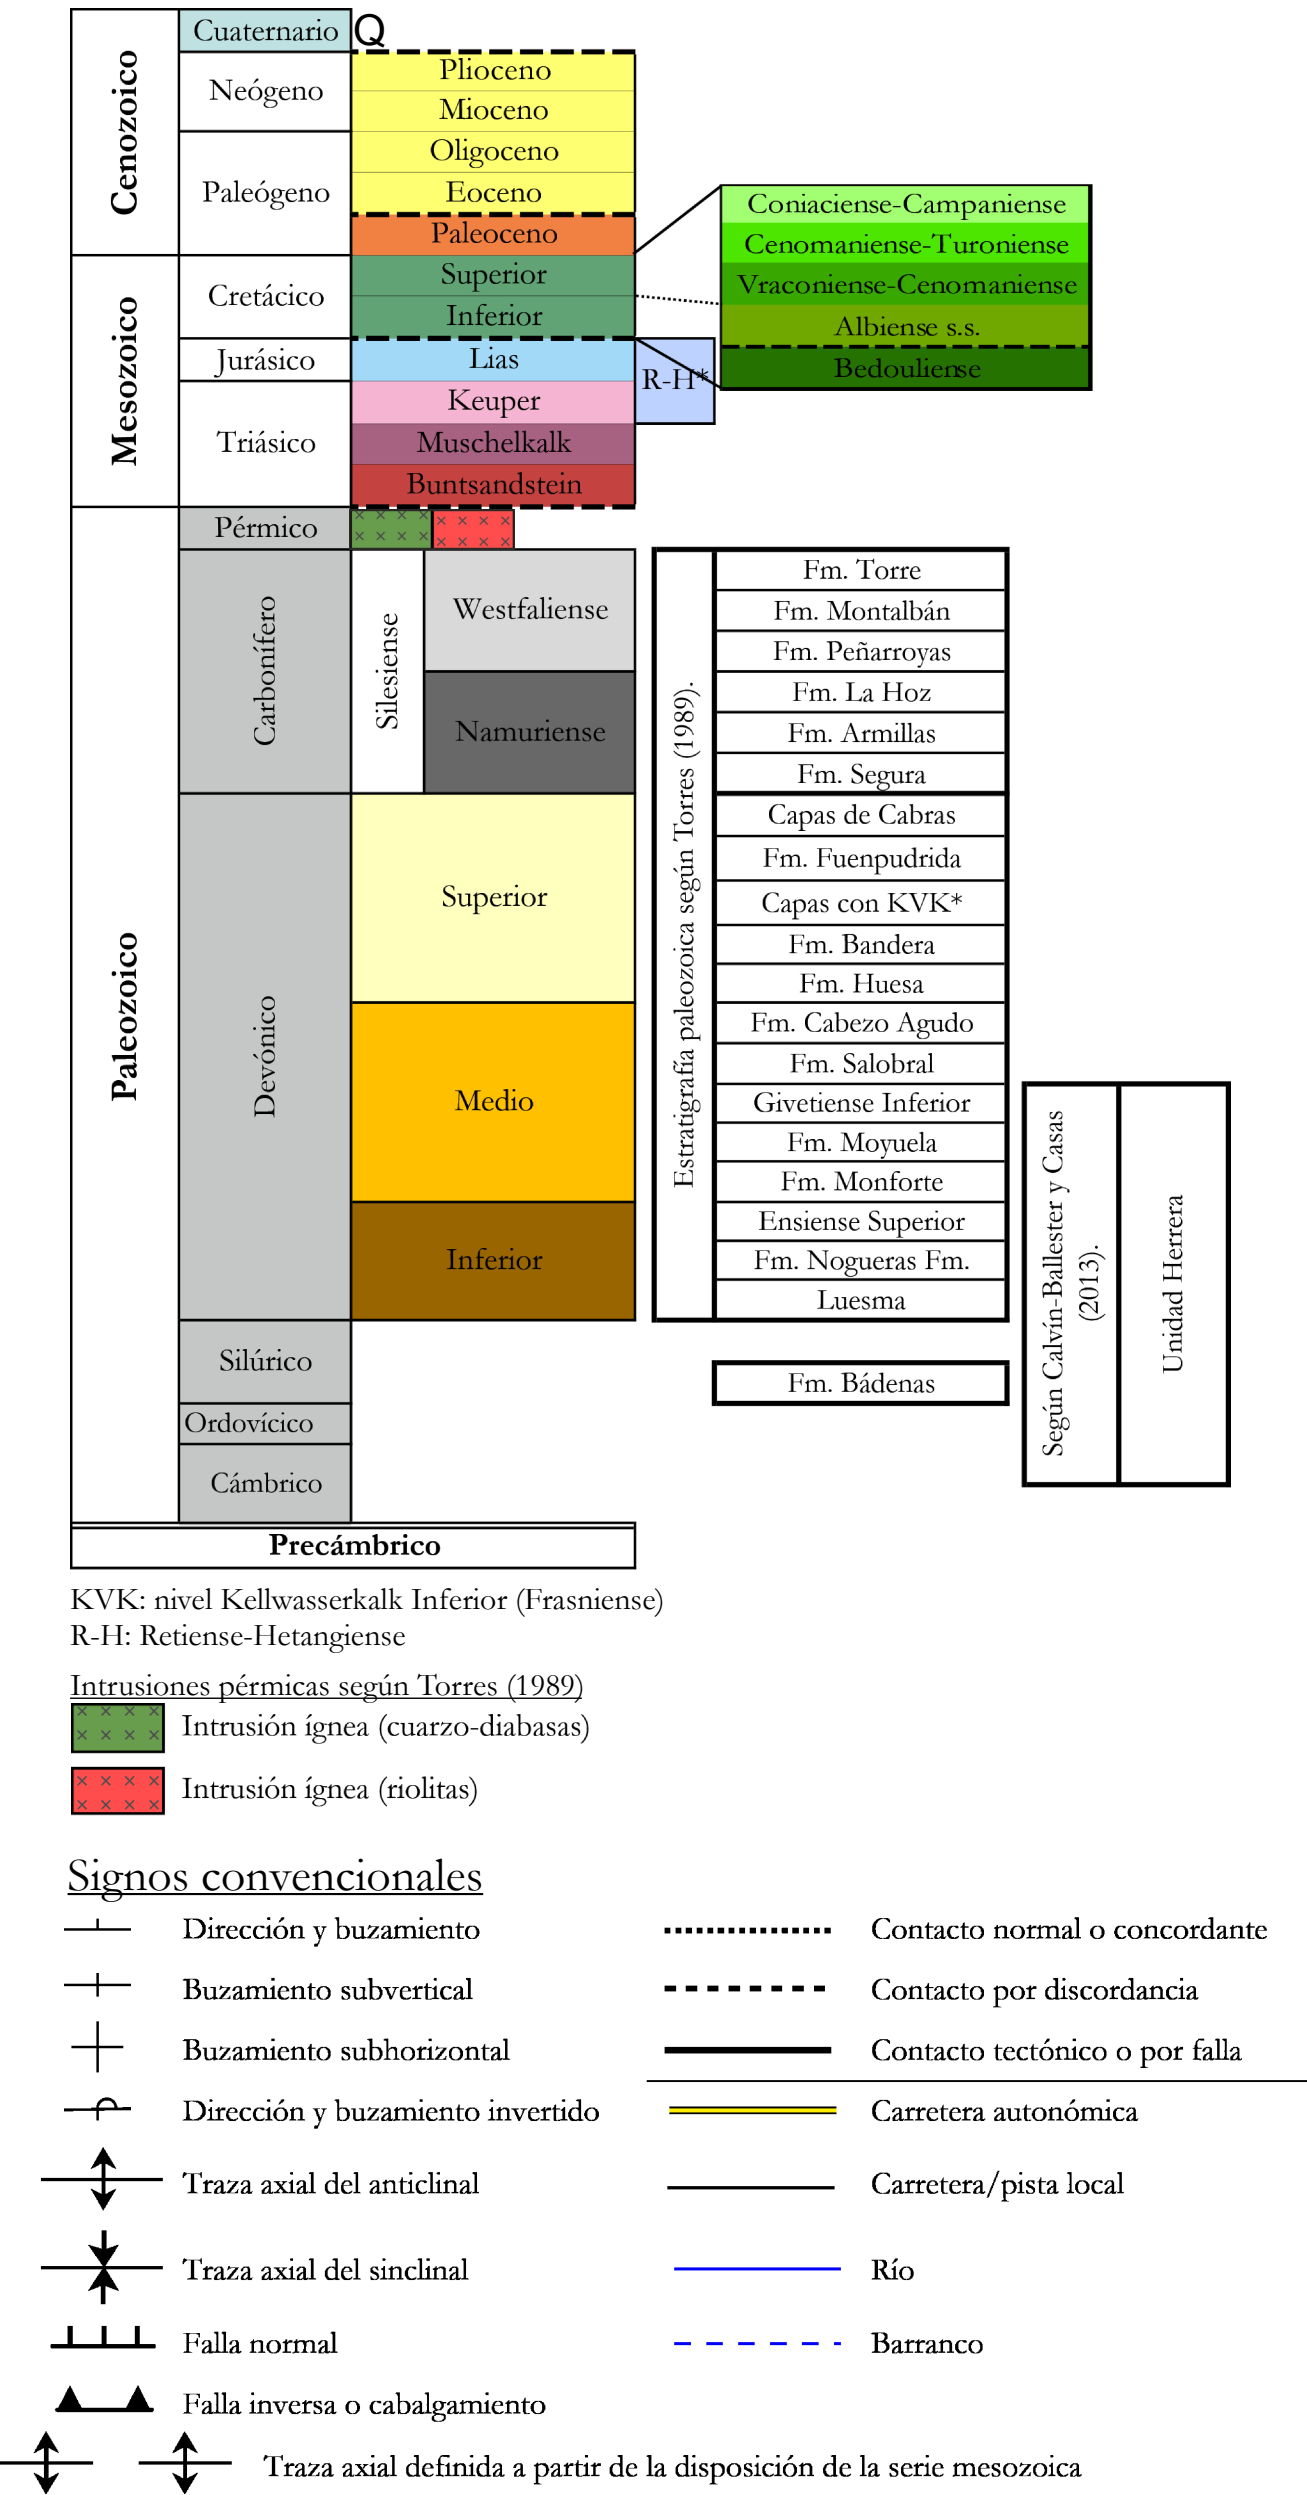 Cenozoico
Cuaternario
Q
Neógeno
Plioceno
Mioceno
Paleógeno
Oligoceno
Eoceno
Paleoceno
Mesozoico
Cretácico
Superior
Inferior
Jurásico
Lias
R-H*
Triásico
Keuper
Muschelkalk
Buntsandstein
Coniaciense-Campaniense
Cenomaniense-Turoniense
Vraconiense-Cenomaniense
Albiense s.s.
Bedouliense
Paleozoico
Pérmico
Carbonífero
Silesiense
Westfaliense
Namuriense
Devónico
Superior
Medio
Inferior
Silúrico
Ordovícico
Cámbrico
Estratigrafía paleozoica según Torres (1989).
Fm. Torre
Fm. Montalbán
Fm. Peñarroyas
Fm. La Hoz
Fm. Armillas
Fm. Segura
Capas de Cabras
Fm. Fuenpudrida
Capas con KVK*
Fm. Bandera
Fm. Huesa
Fm. Cabezo Agudo
Fm. Salobral
Givetiense Inferior
Fm. Moyuela
Fm. Monforte
Ensiense Superior
Fm. Nogueras Fm.
Luesma
Fm. Bádenas
Según Calvín-Ballester y Casas
(2013).
Unidad Herrera
Precámbrico
KVK: nivel Kellwasserkalk Inferior (Frasniense)
R-H: Retiense-Hetangiense
Intrusiones pérmicas según Torres (1989)
Intrusión ígnea (cuarzo-diabasas)
Intrusión ígnea (riolitas)
Signos convencionales
Dirección y buzamiento
Buzamiento subvertical
Buzamiento subhorizontal
Dirección y buzamiento invertido
Traza axial del anticlinal
Traza axial del sinclinal
Falla normal
Falla inversa o cabalgamiento
Traza axial definida a partir de la disposición de la serie mesozoica
Contacto normal o concordante
Contacto por discordancia
Contacto tectónico o por falla
Carretera autonómica
Carretera/pista local
Río
Barranco